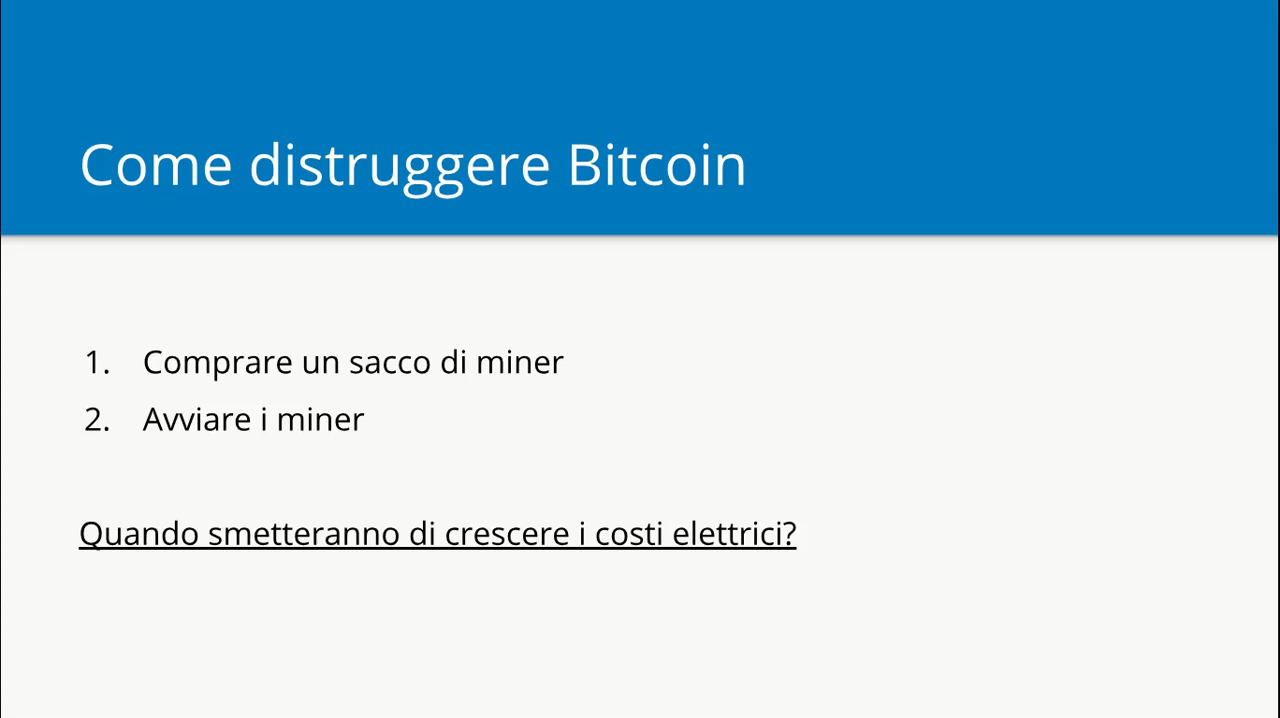 Come distruggere Bitcoin
1. Comprare un sacco di miner
2. Avviare i miner
Quando smetteranno di crescere i costi elettrici?